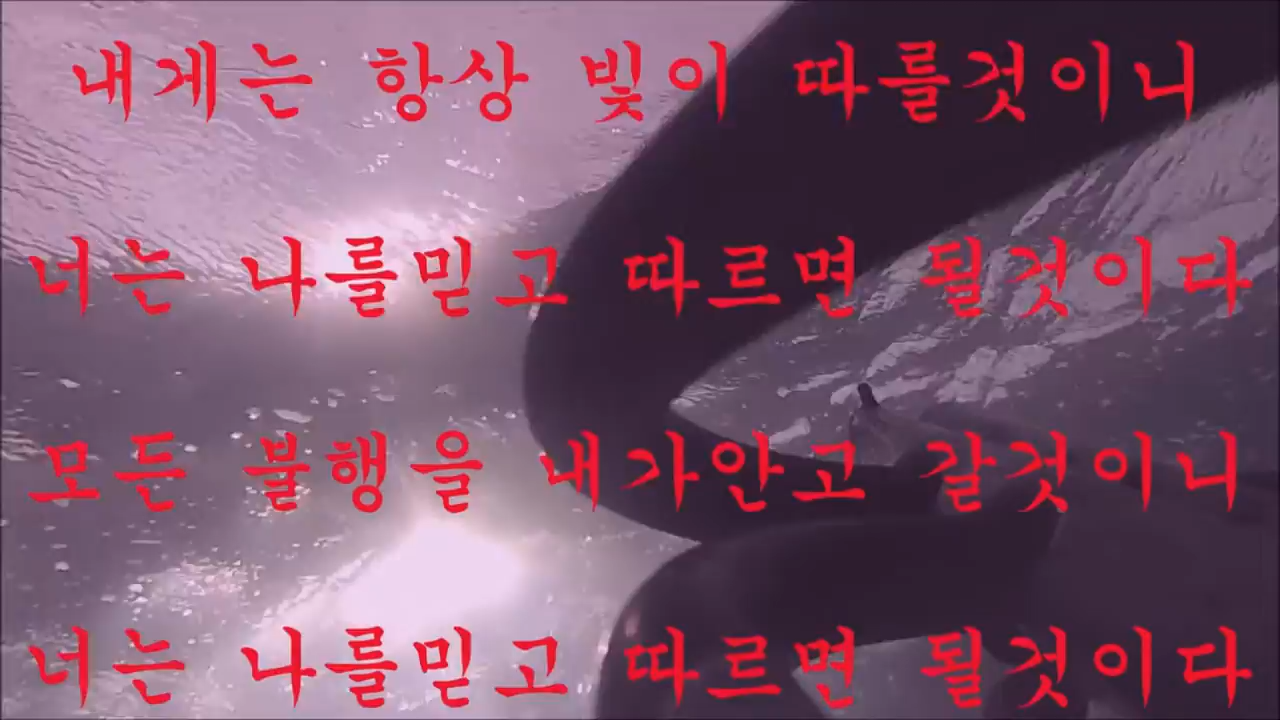 내게는 항상 빛이 따를것이니
너는 나를믿고 따르면 될것이다
모든 불행을 내가안고 갈것이니
너는 나를믿고 따르면 될것이다